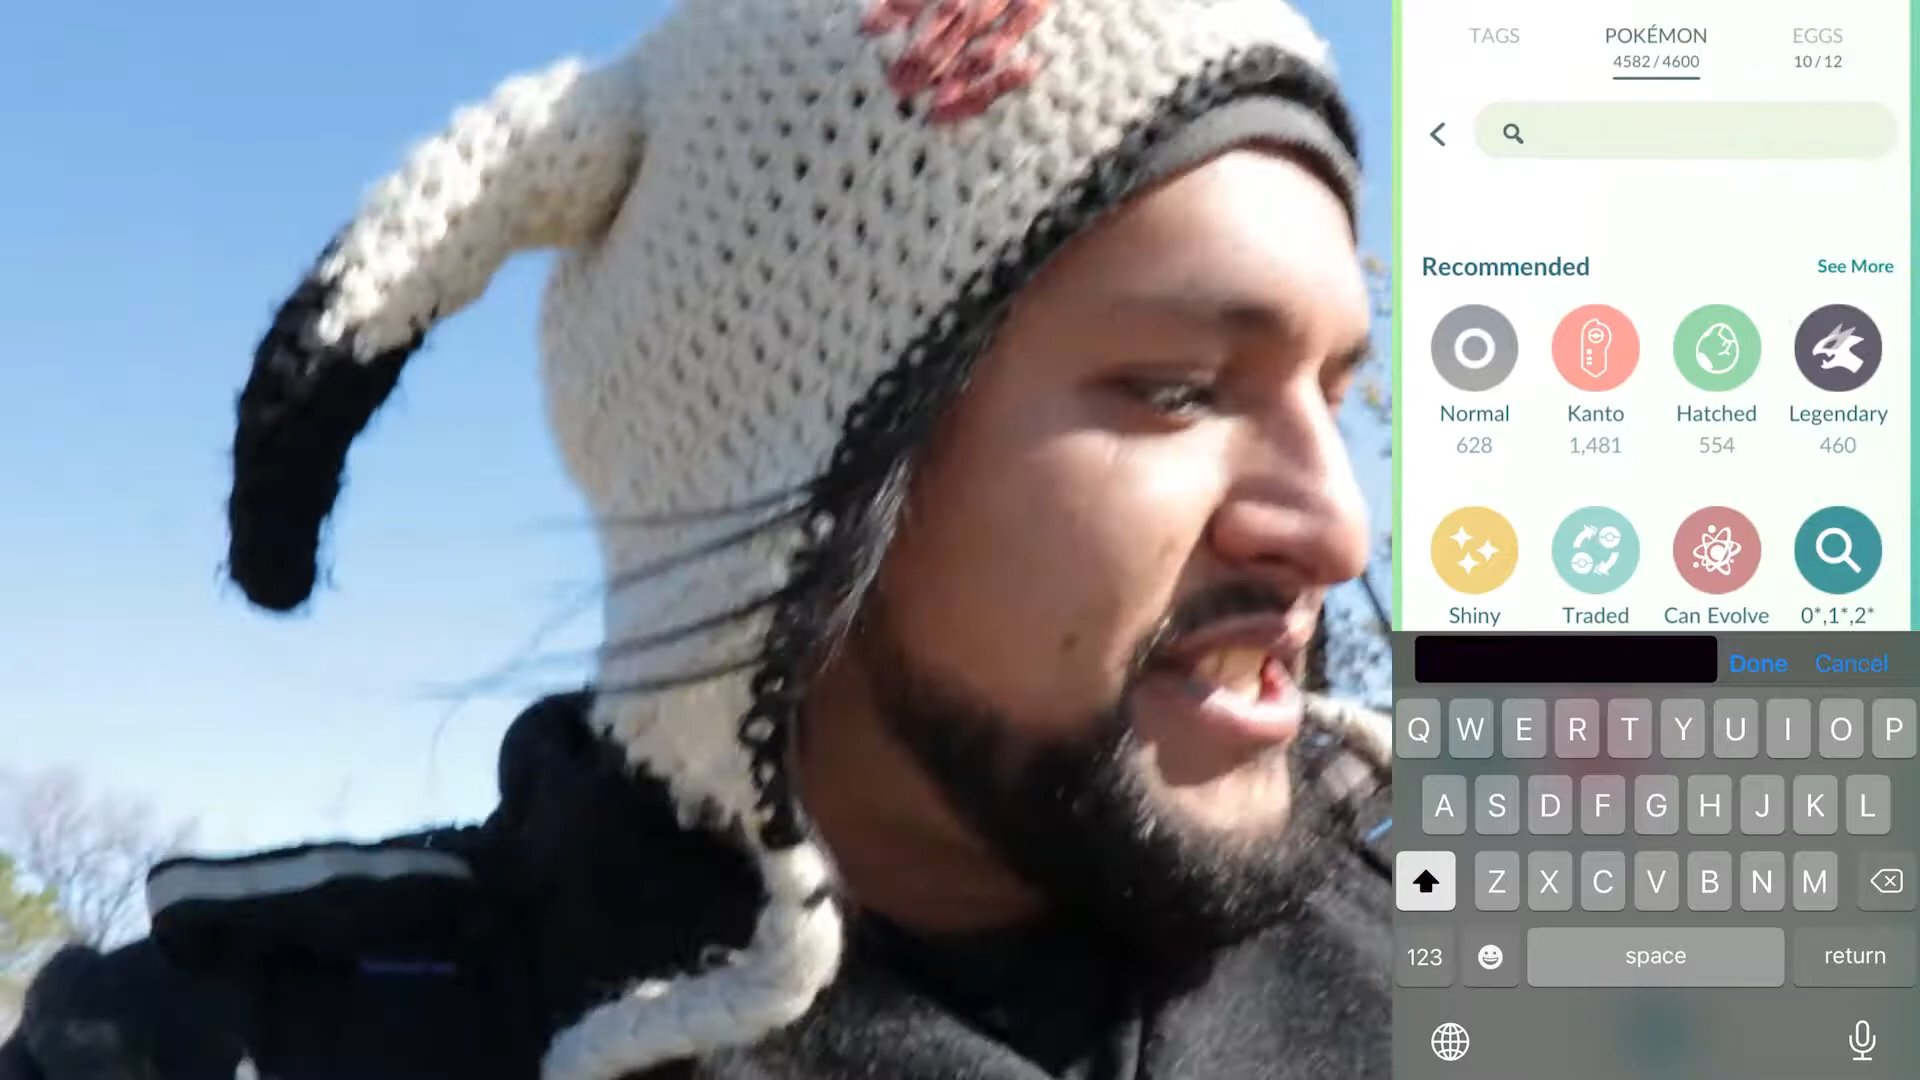 TAGS POKÉMON EGGS
4582 / 4600 10 / 12
Recommended See More
Normal Kanto Hatched Legendary
628 1,481 554 460
Shiny Traded Can Evolve 0*,1*,2*
Done Cancel
Q W E R T Y U I O P
A S D F G H J K L
Z X C V B N M
123 space return